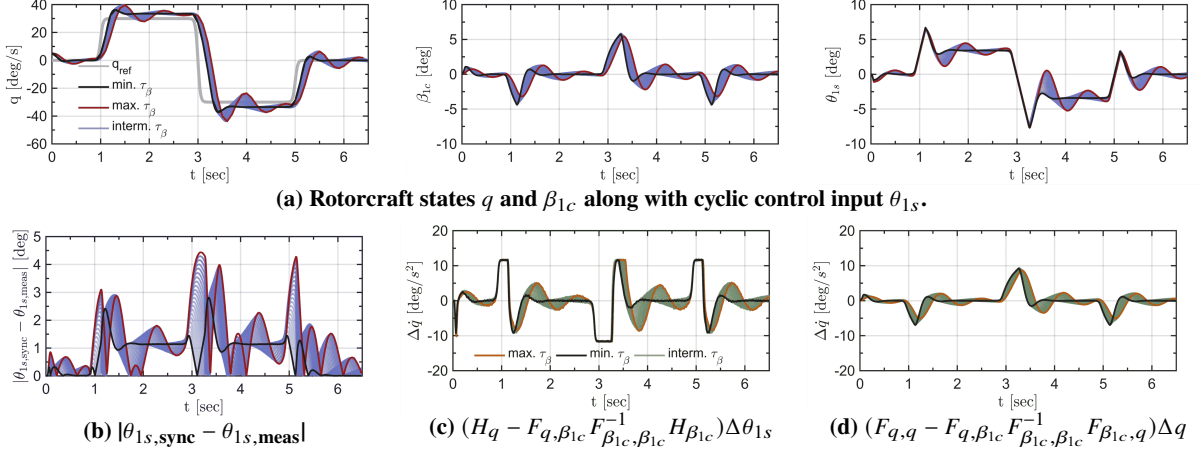 40
20
0
-20
-40
-60
q [deg/s]
q_ref
min. τ_β
max. τ_β
interm. τ_β
0 1 2 3 4 5 6
t [sec]
10
5
0
-5
-10
β_1c [deg]
0 1 2 3 4 5 6
t [sec]
10
5
0
-5
-10
θ_1s [deg]
0 1 2 3 4 5 6
t [sec]
(a) Rotorcraft states q and β_1c along with cyclic control input θ_1s.
5
4
3
2
1
0
|θ_1s,sync − θ_1s,meas| [deg]
0 1 2 3 4 5 6
t [sec]
(b) |θ_1s,sync − θ_1s,meas|
20
10
0
-10
-20
Δq̇ [deg/s²]
max. τ_β min. τ_β interm. τ_β
0 1 2 3 4 5 6
t [sec]
(c) (H_q − F_q,β_1c F⁻¹_β_1c,β_1c H_β_1c)Δθ_1s
20
10
0
-10
-20
Δq̇ [deg/s²]
0 1 2 3 4 5 6
t [sec]
(d) (F_q,q − F_q,β_1c F⁻¹_β_1c,β_1c F_β_1c,q)Δq